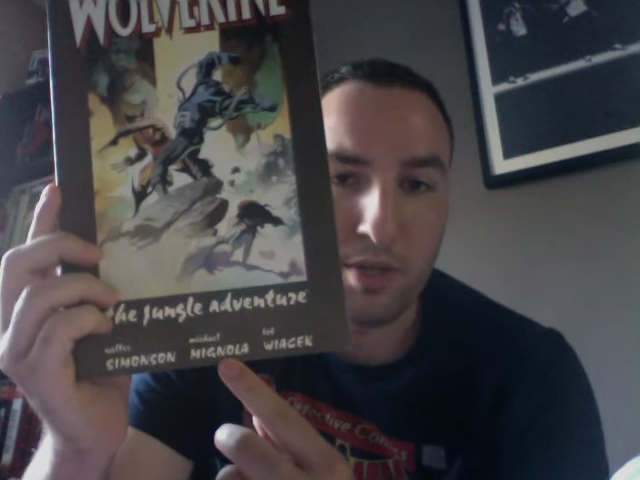 WOLVERINE
the jungle adventure
walter michael bob
SIMONSON MIGNOLA WIACEK
Detective Comics